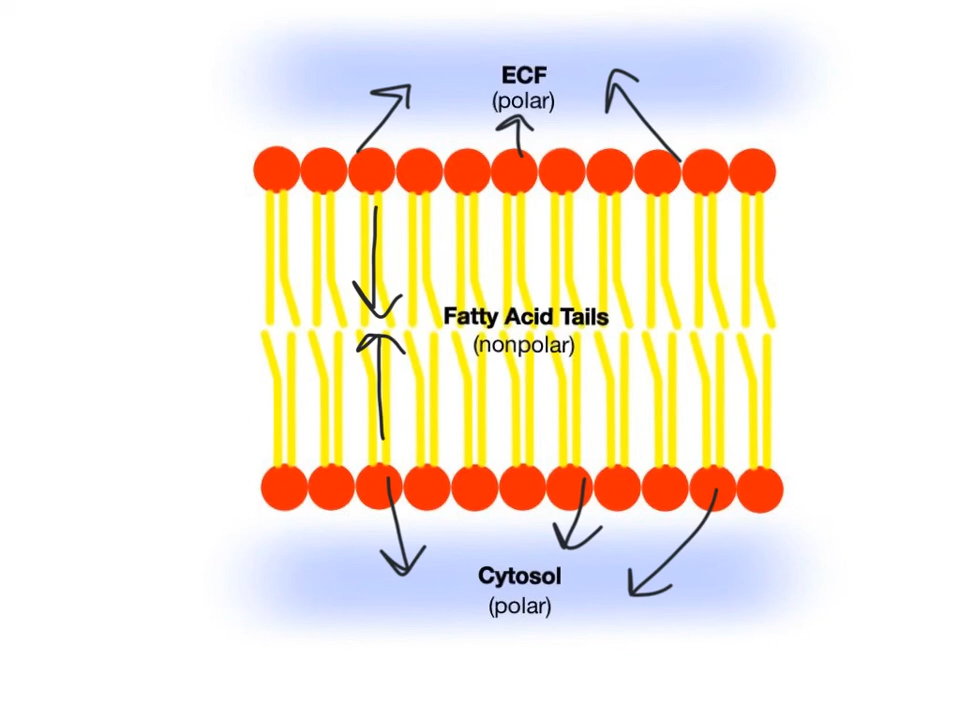 ECF
(polar)
Fatty Acid Tails
(nonpolar)
Cytosol
(polar)